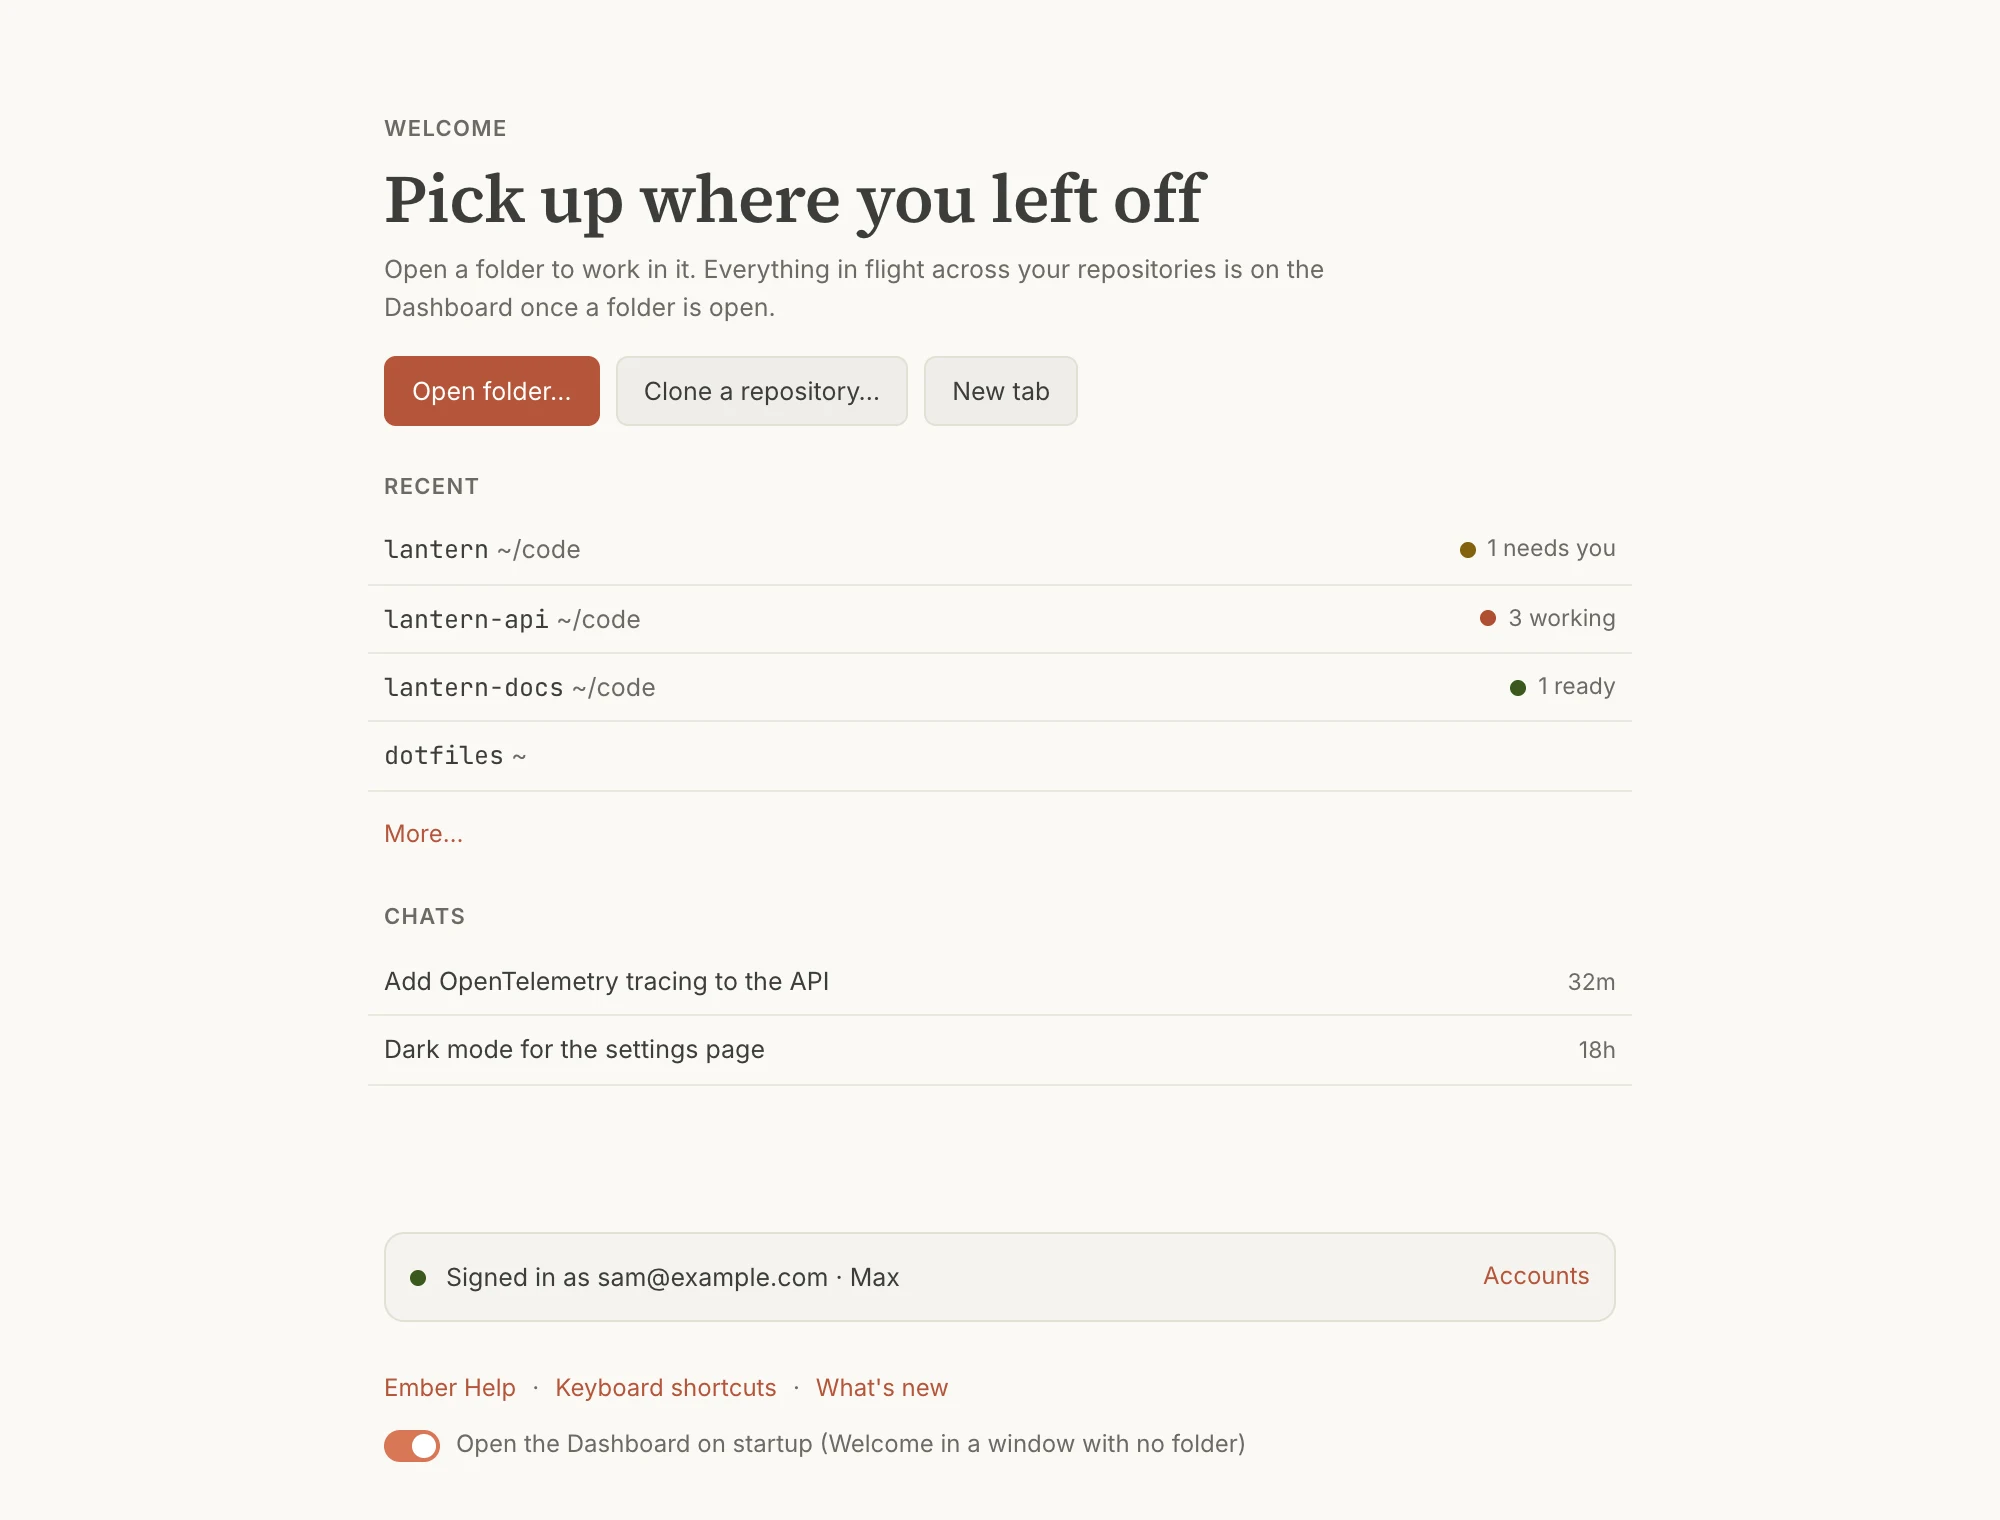 WELCOME
Pick up where you left off
Open a folder to work in it. Everything in flight across your repositories is on the
Dashboard once a folder is open.
Open folder... Clone a repository... New tab
RECENT
lantern ~/code 1 needs you
lantern-api ~/code 3 working
lantern-docs ~/code 1 ready
dotfiles ~
More...
CHATS
Add OpenTelemetry tracing to the API 32m
Dark mode for the settings page 18h
Signed in as sam@example.com · Max Accounts
Ember Help · Keyboard shortcuts · What's new
Open the Dashboard on startup (Welcome in a window with no folder)